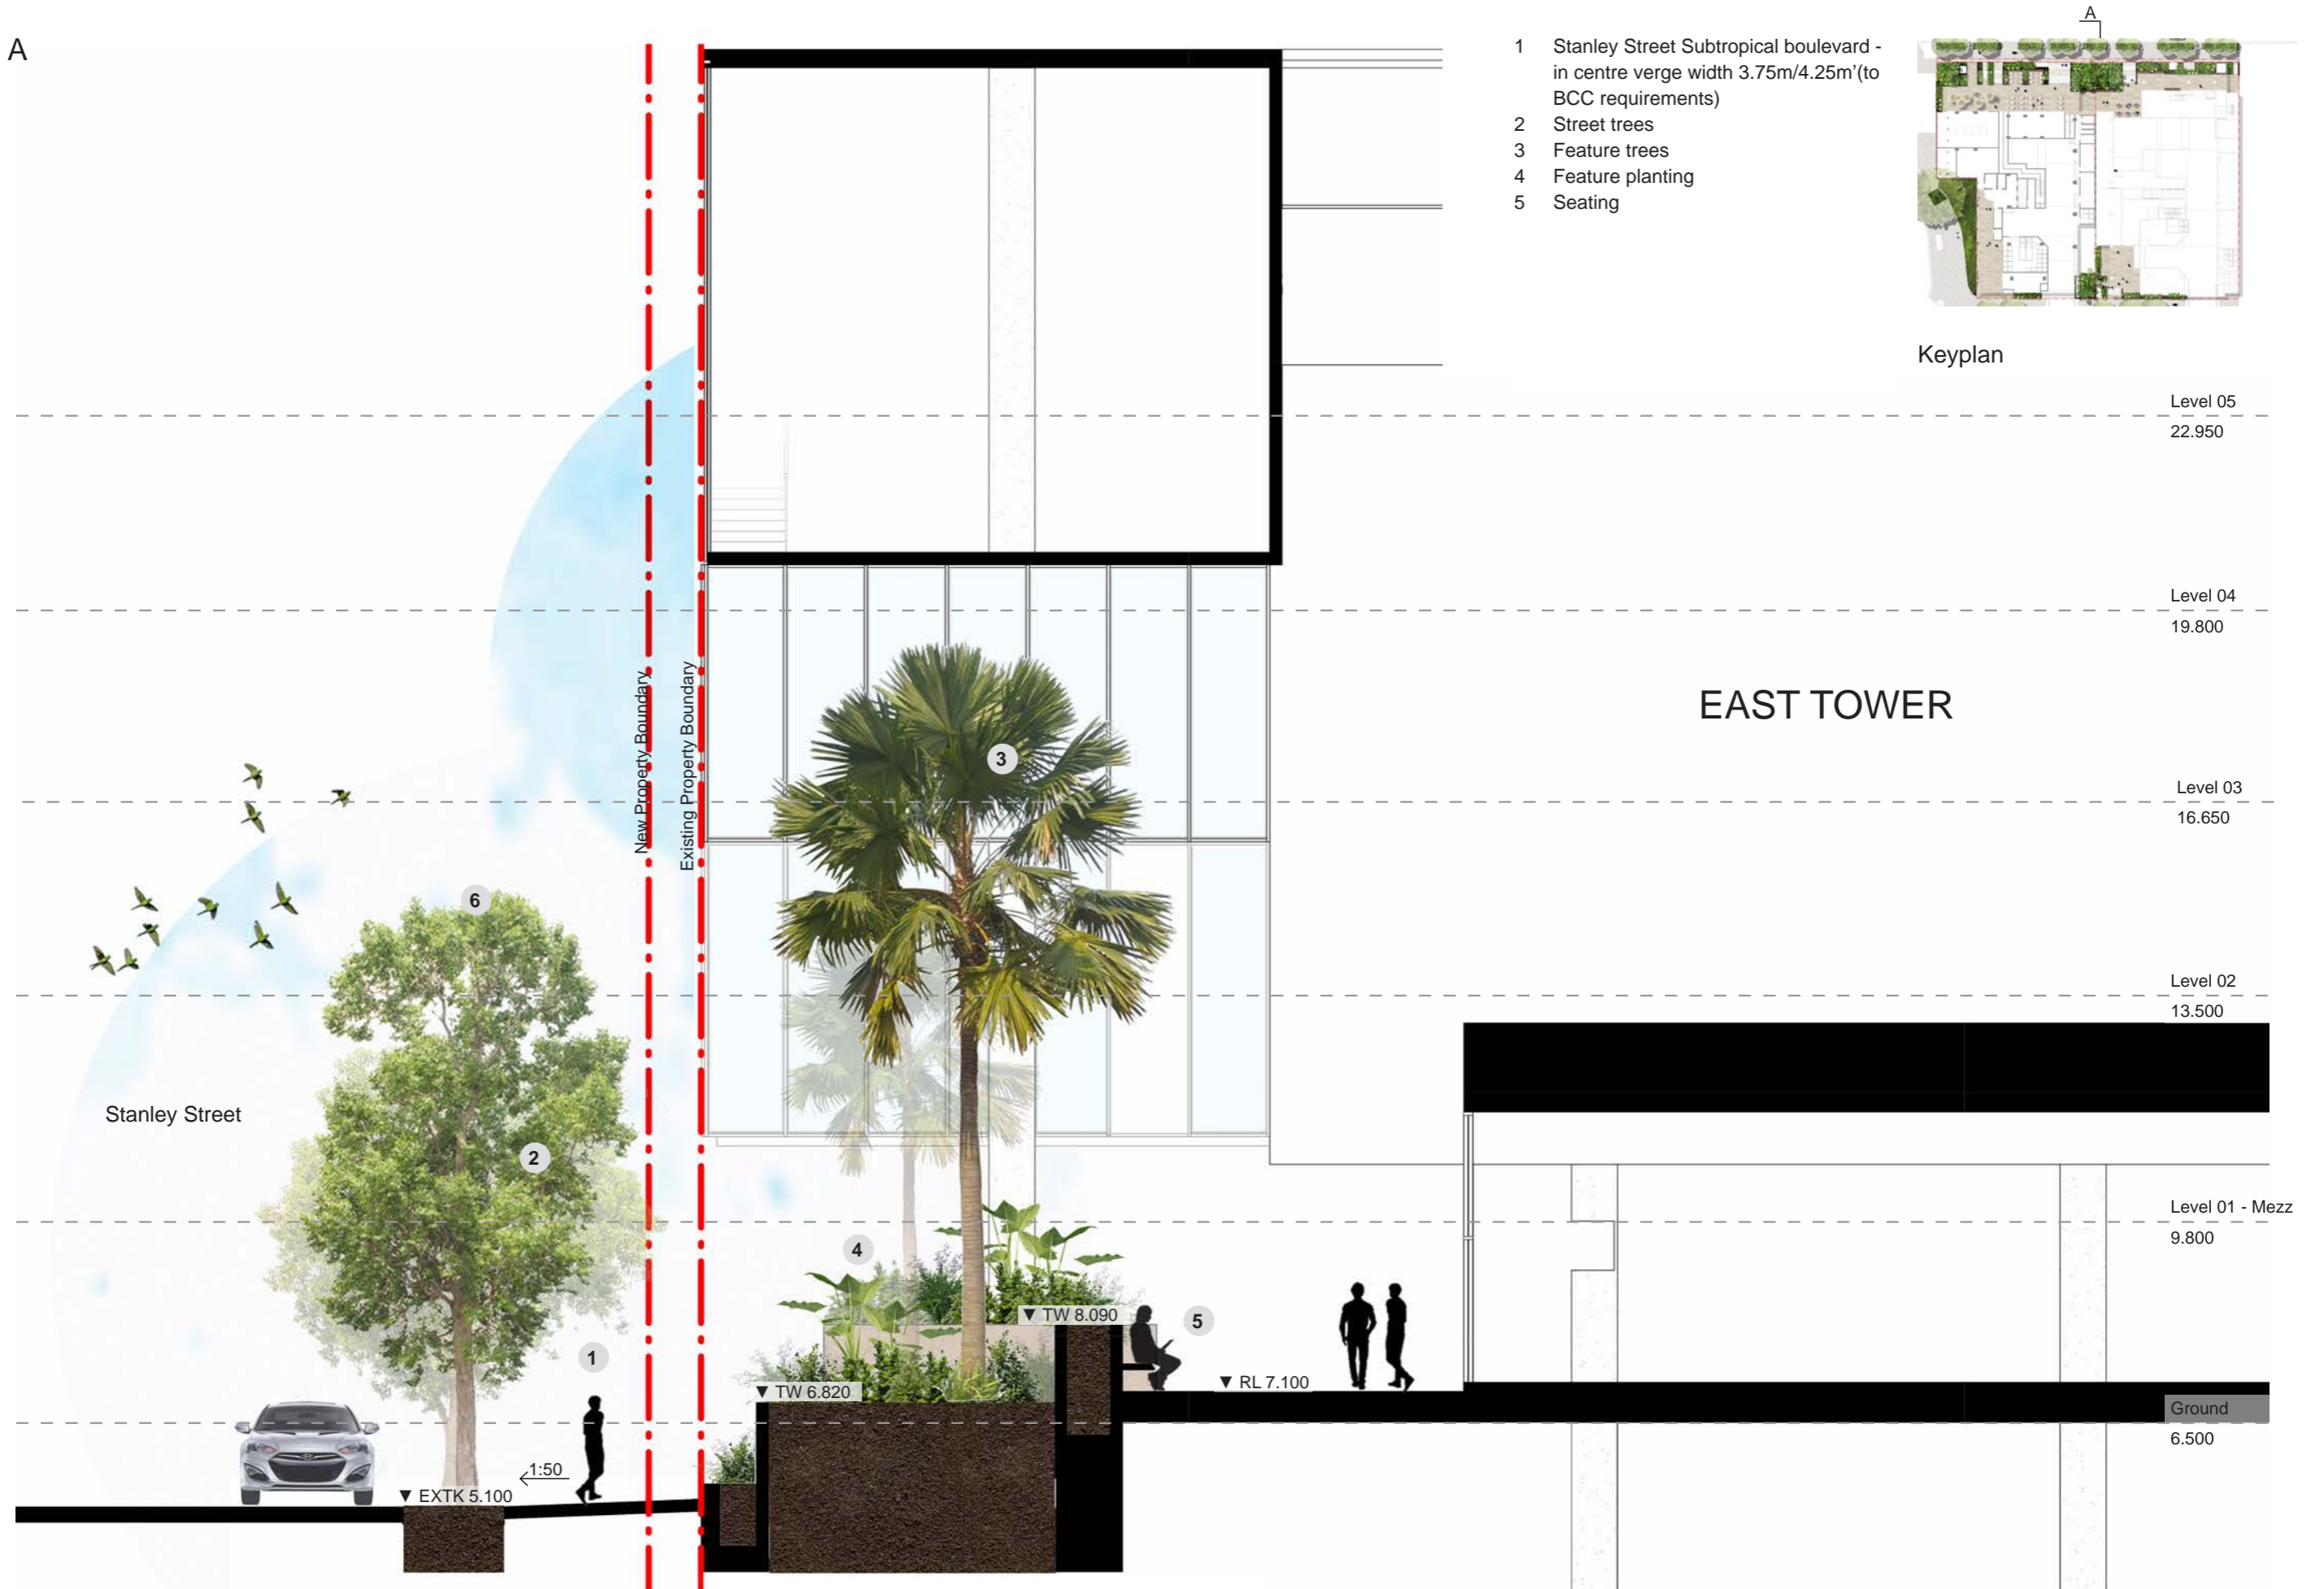 A
1 Stanley Street Subtropical boulevard -
in centre verge width 3.75m/4.25m'(to
BCC requirements)
2 Street trees
3 Feature trees
4 Feature planting
5 Seating
A
Keyplan
Level 05
22.950
Level 04
19.800
EAST TOWER
New Property Boundary
Existing Property Boundary
3
Level 03
16.650
6
Level 02
13.500
Stanley Street
2
Level 01 - Mezz
9.800
4
▼ TW 8.090
5
1
▼ RL 7.100
▼ TW 6.820
Ground
6.500
1:50
▼ EXTK 5.100